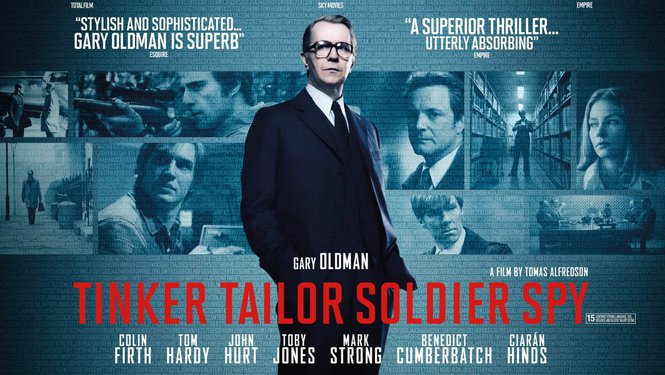 TOTAL FILM
SKY MOVIES
EMPIRE
"STYLISH AND SOPHISTICATED...
GARY OLDMAN IS SUPERB"
ESQUIRE
"A SUPERIOR THRILLER...
UTTERLY ABSORBING"
EMPIRE
GARY OLDMAN
A FILM BY TOMAS ALFREDSON
TINKER TAILOR SOLDIER SPY
15
COLIN FIRTH
TOM HARDY
JOHN HURT
TOBY JONES
MARK STRONG
BENEDICT CUMBERBATCH
CIARÁN HINDS